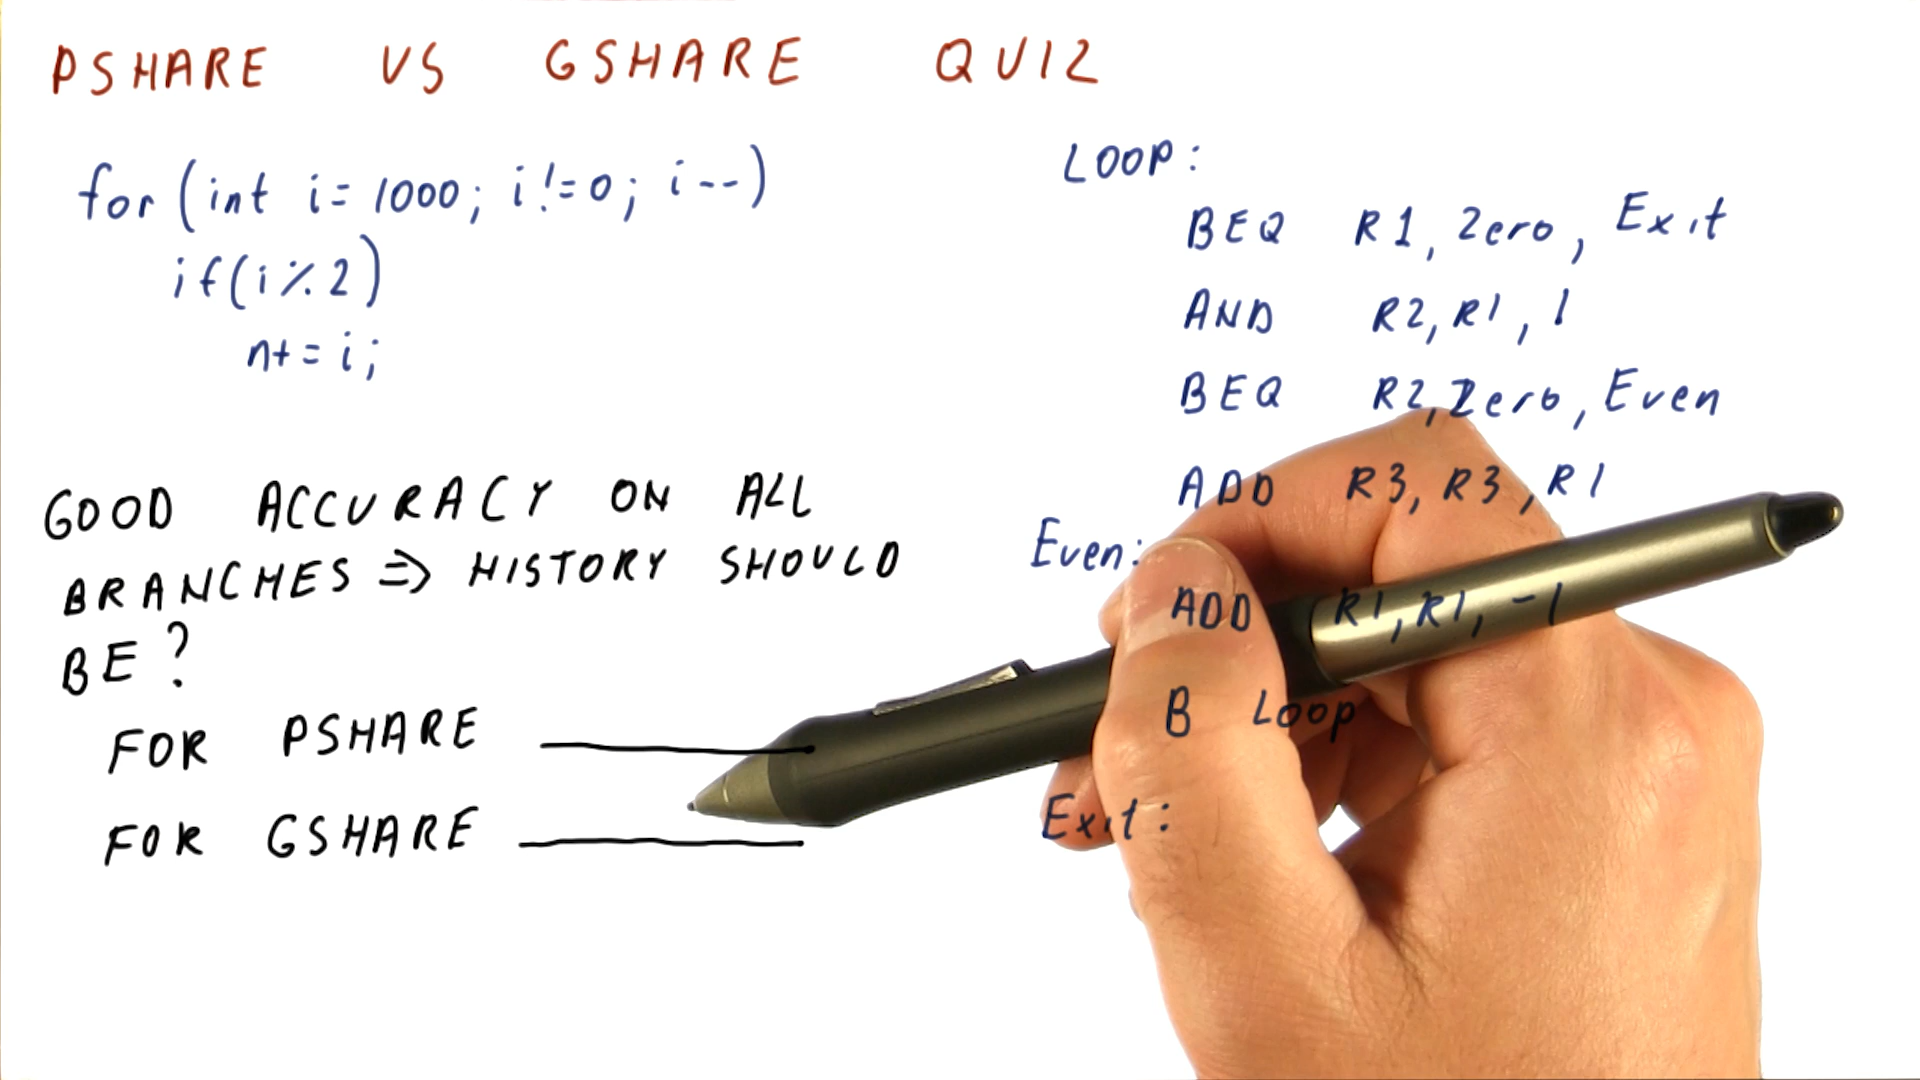 PSHARE VS GSHARE QUIZ
for (int i = 1000; i != 0; i--)
if(i%2)
n+=i;
GOOD ACCURACY ON ALL
BRANCHES => HISTORY SHOULD
BE?
FOR PSHARE
FOR GSHARE
LOOP:
BEQ R1, Zero, Exit
AND R2, R1, 1
BEQ R2, Zero, Even
ADD R3, R3, R1
Even:
ADD R1, R1, -1
B Loop
Exit: